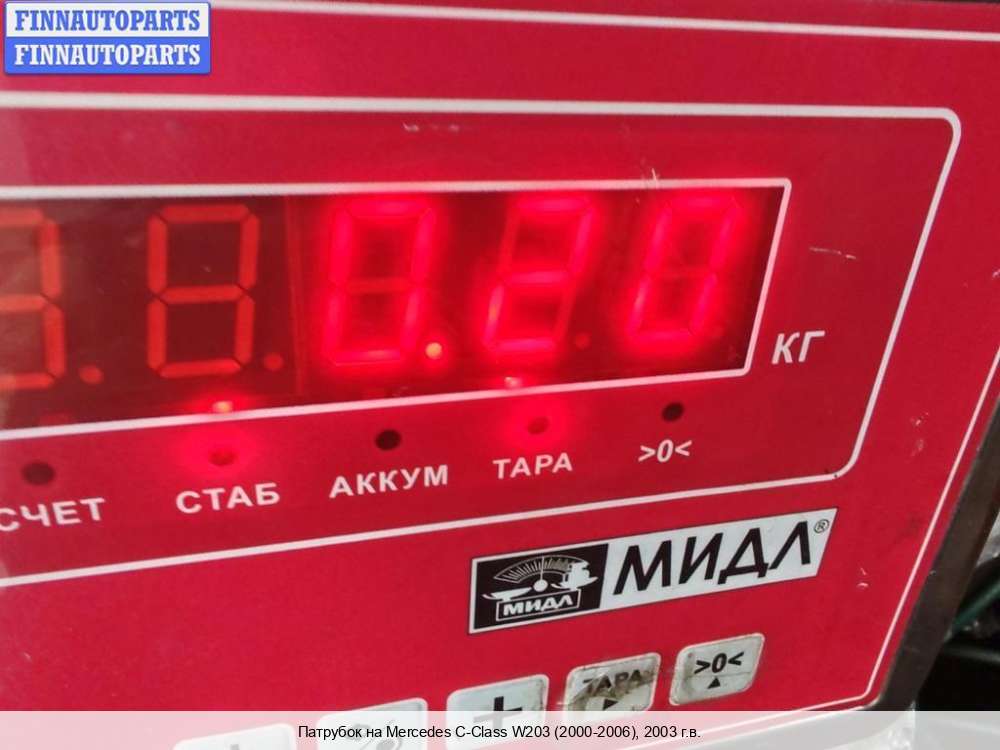 FINNAUTOPARTS
FINNAUTOPARTS
0.20
КГ
СЧЕТ СТАБ АККУМ ТАРА >0<
МИДЛ МИДЛ®
+ ТАРА >0<
Патрубок на Mercedes C-Class W203 (2000-2006), 2003 г.в.